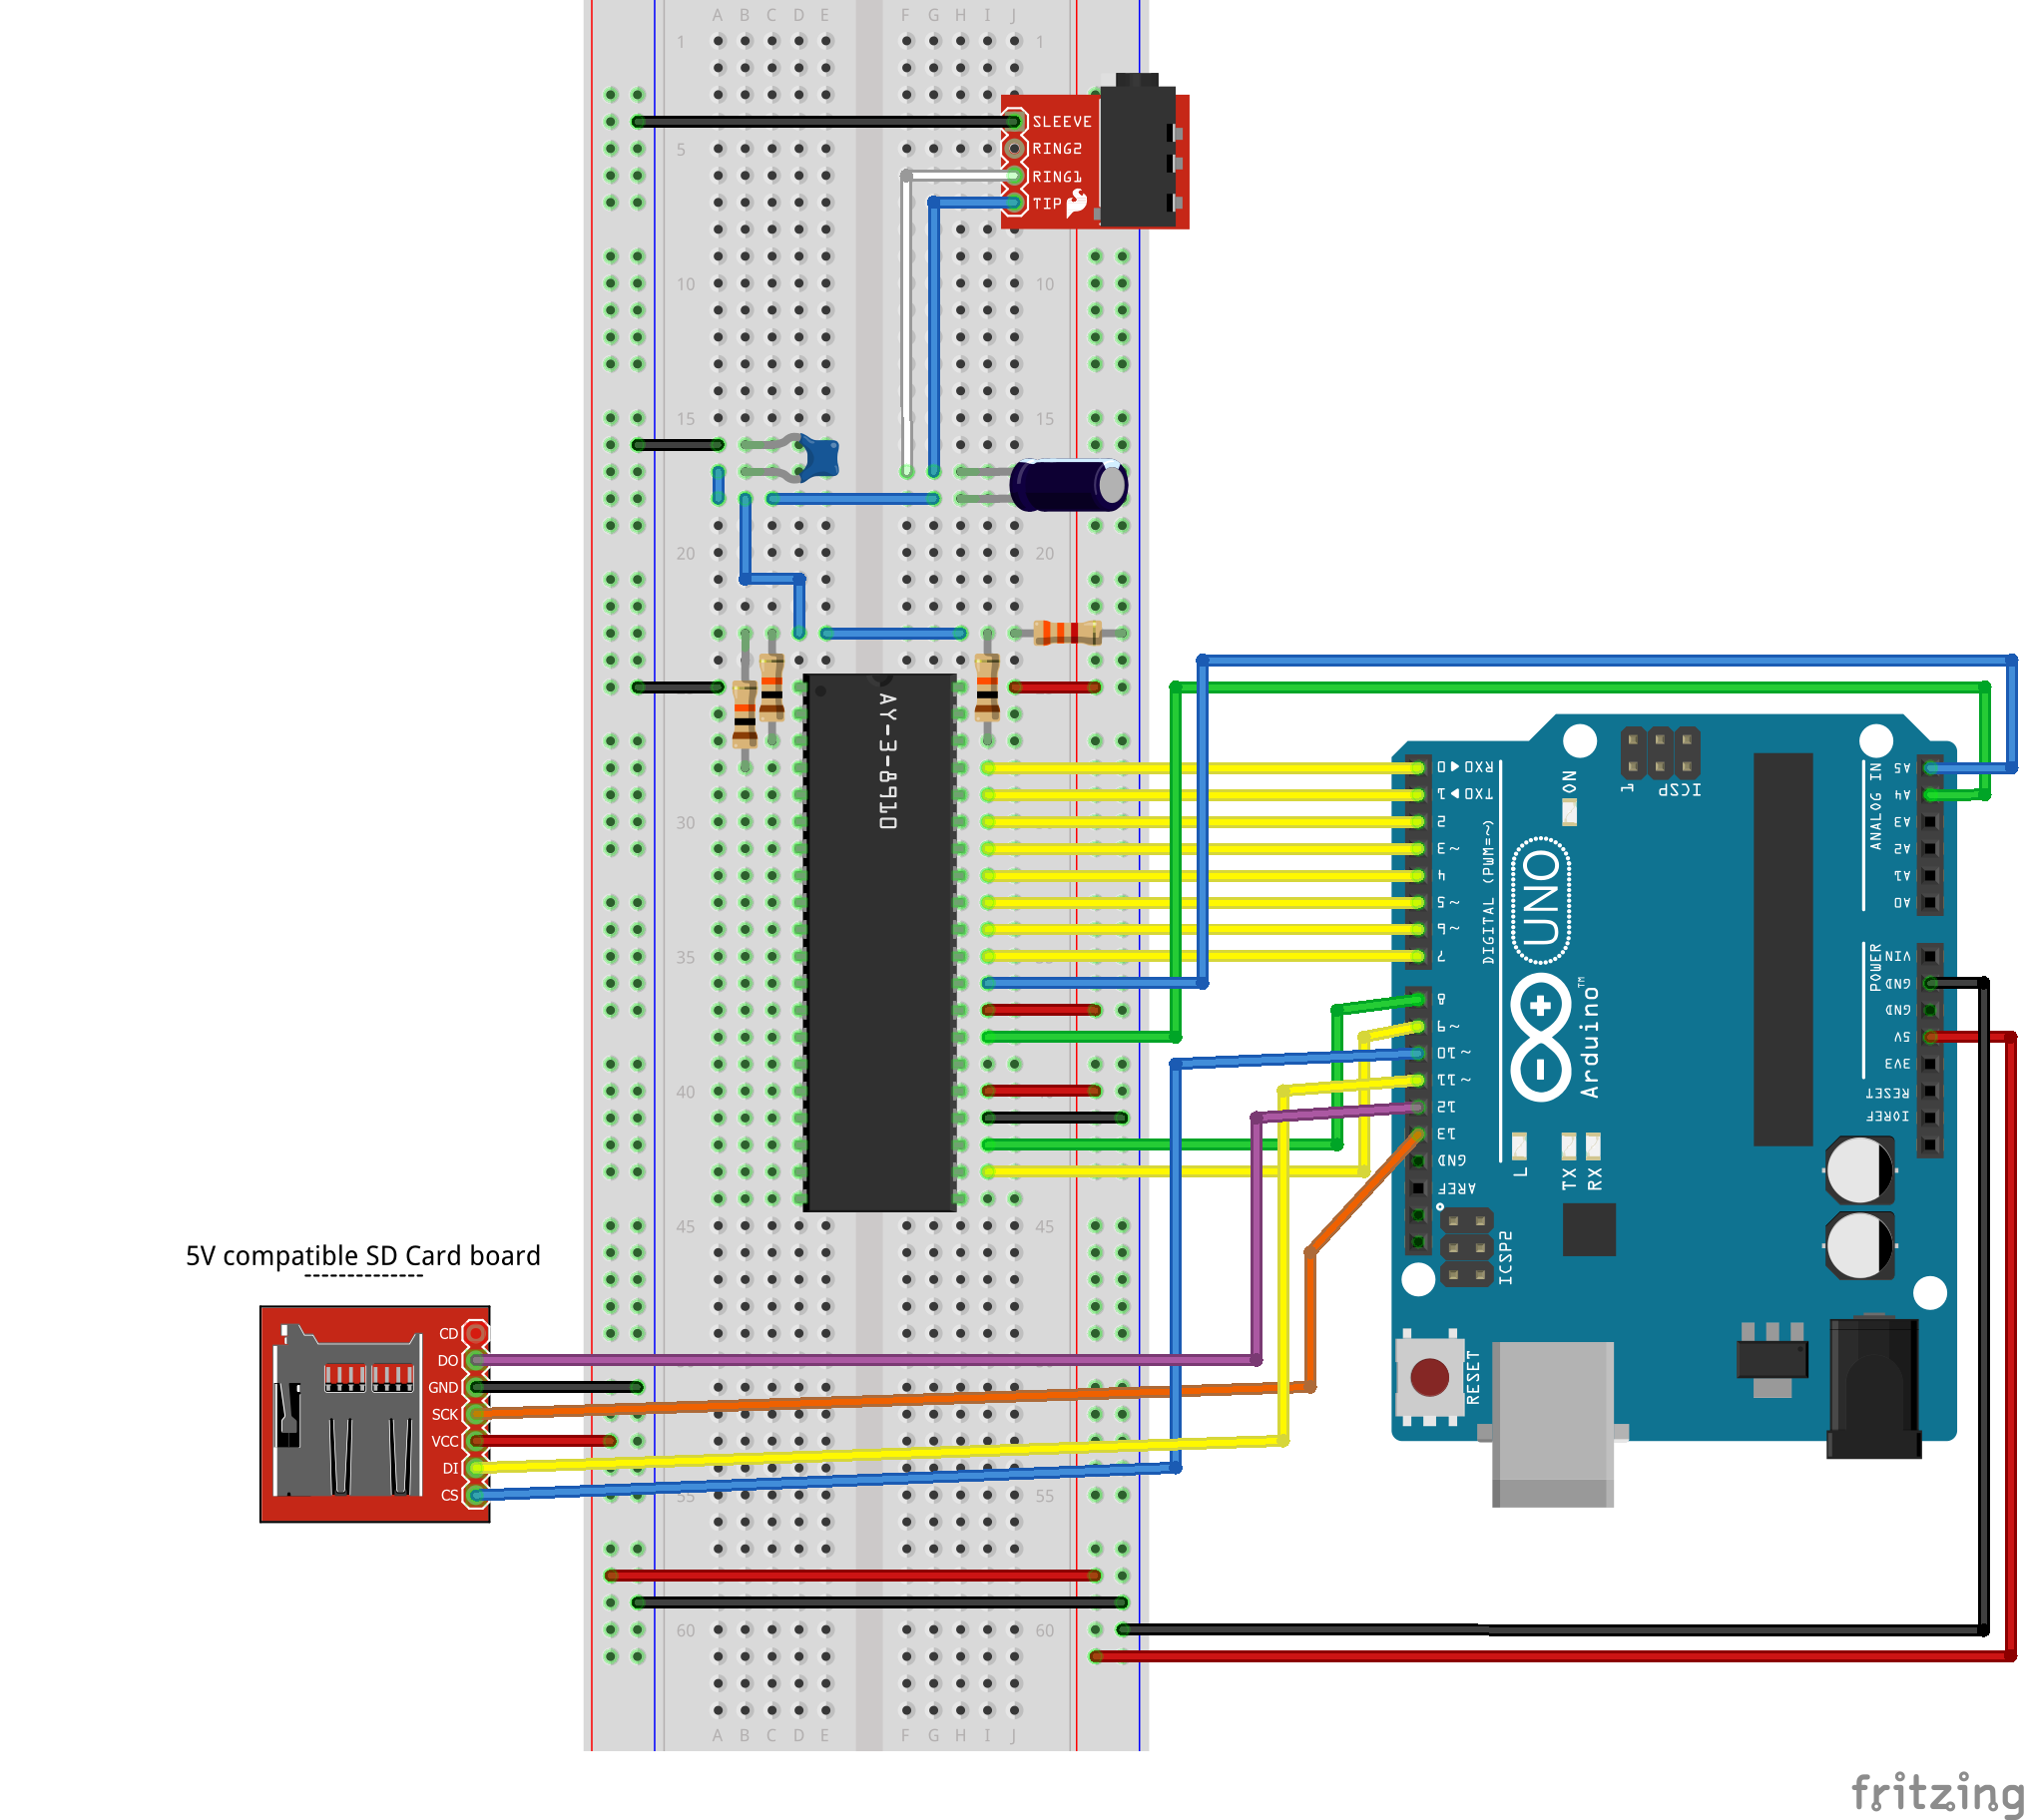 A B C D E F G H I J
1 1
SLEEVE
5
RING2
RING1
TIP
10 10
15 15
20 20
AY-3-8910
30
35
40
45 45
55 55
60 60
A B C D E F G H I J
5V compatible SD Card board
--------------
CD
DO
GND
SCK
VCC
DI
CS
RX0 ◄ 0
TX0 ► 1
2
~ 3
4
~ 5
~ 6
7
8
~ 9
~ 10
~ 11
12
13
GND
AREF
DIGITAL (PWM=~)
UNO
Arduino™
ON
1 ICSP
ICSP2
L
TX
RX
RESET
ANALOG IN
A5
A4
A3
A2
A1
A0
POWER
VIN
GND
GND
5V
3V3
RESET
IOREF
fritzing